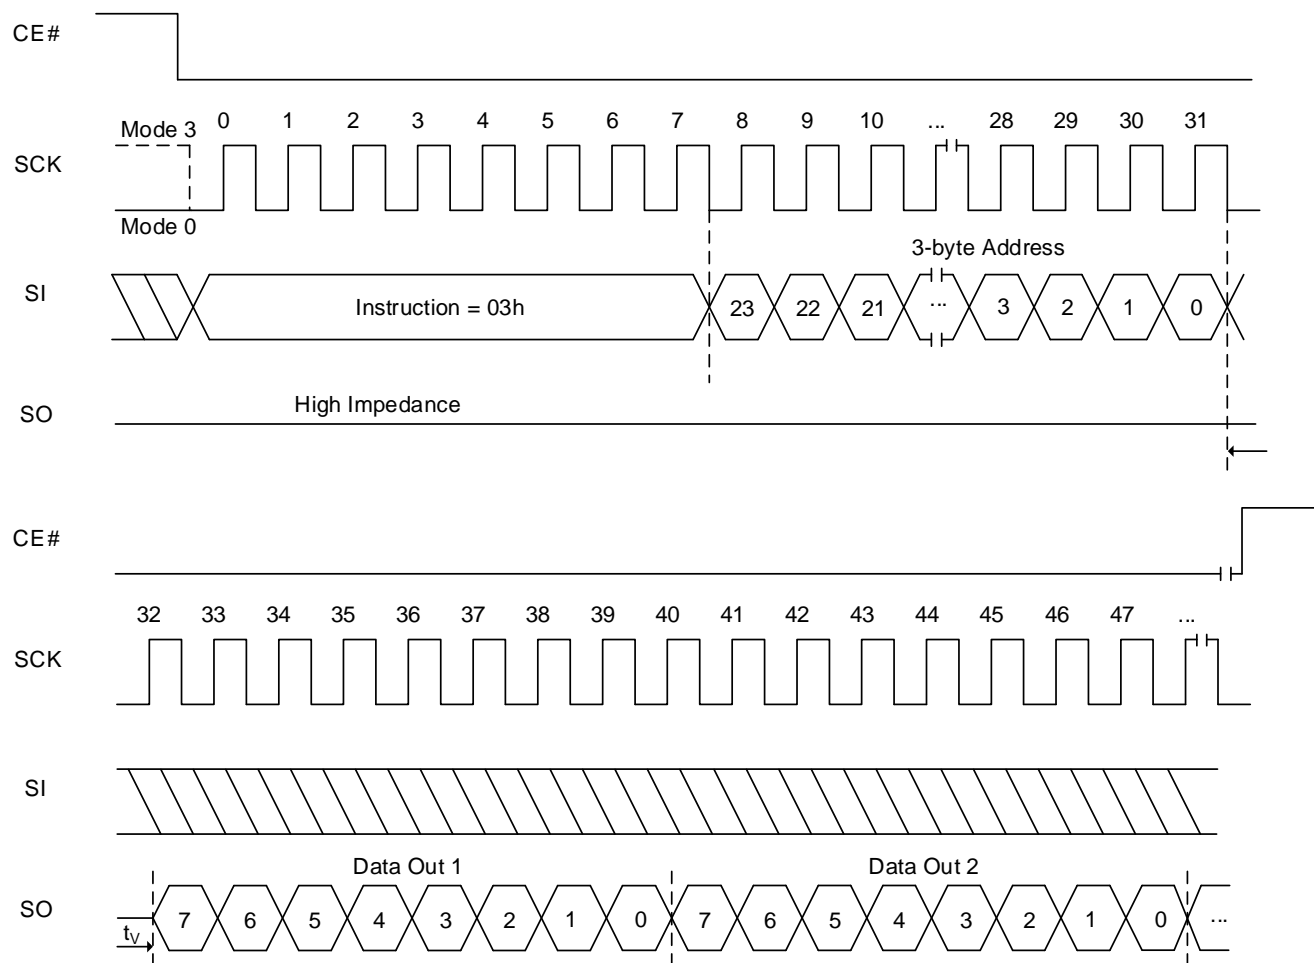 CE#
0 1 2 3 4 5 6 7 8 9 10 ... 28 29 30 31
Mode 3
SCK
Mode 0
3-byte Address
SI
Instruction = 03h 23 22 21 ... 3 2 1 0
High Impedance
SO
CE#
32 33 34 35 36 37 38 39 40 41 42 43 44 45 46 47 ...
SCK
SI
Data Out 1 Data Out 2
SO
7 6 5 4 3 2 1 0 7 6 5 4 3 2 1 0 ...
tV